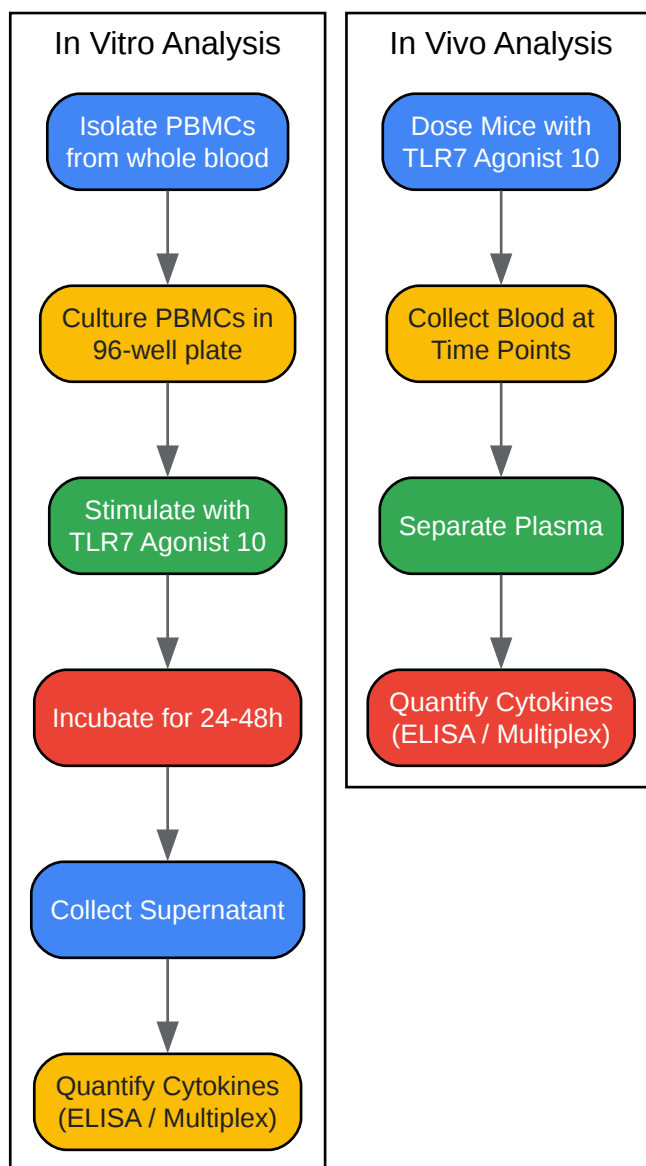 In Vitro Analysis
Isolate PBMCs
from whole blood
Culture PBMCs in
96-well plate
Stimulate with
TLR7 Agonist 10
Incubate for 24-48h
Collect Supernatant
Quantify Cytokines
(ELISA / Multiplex)
In Vivo Analysis
Dose Mice with
TLR7 Agonist 10
Collect Blood at
Time Points
Separate Plasma
Quantify Cytokines
(ELISA / Multiplex)